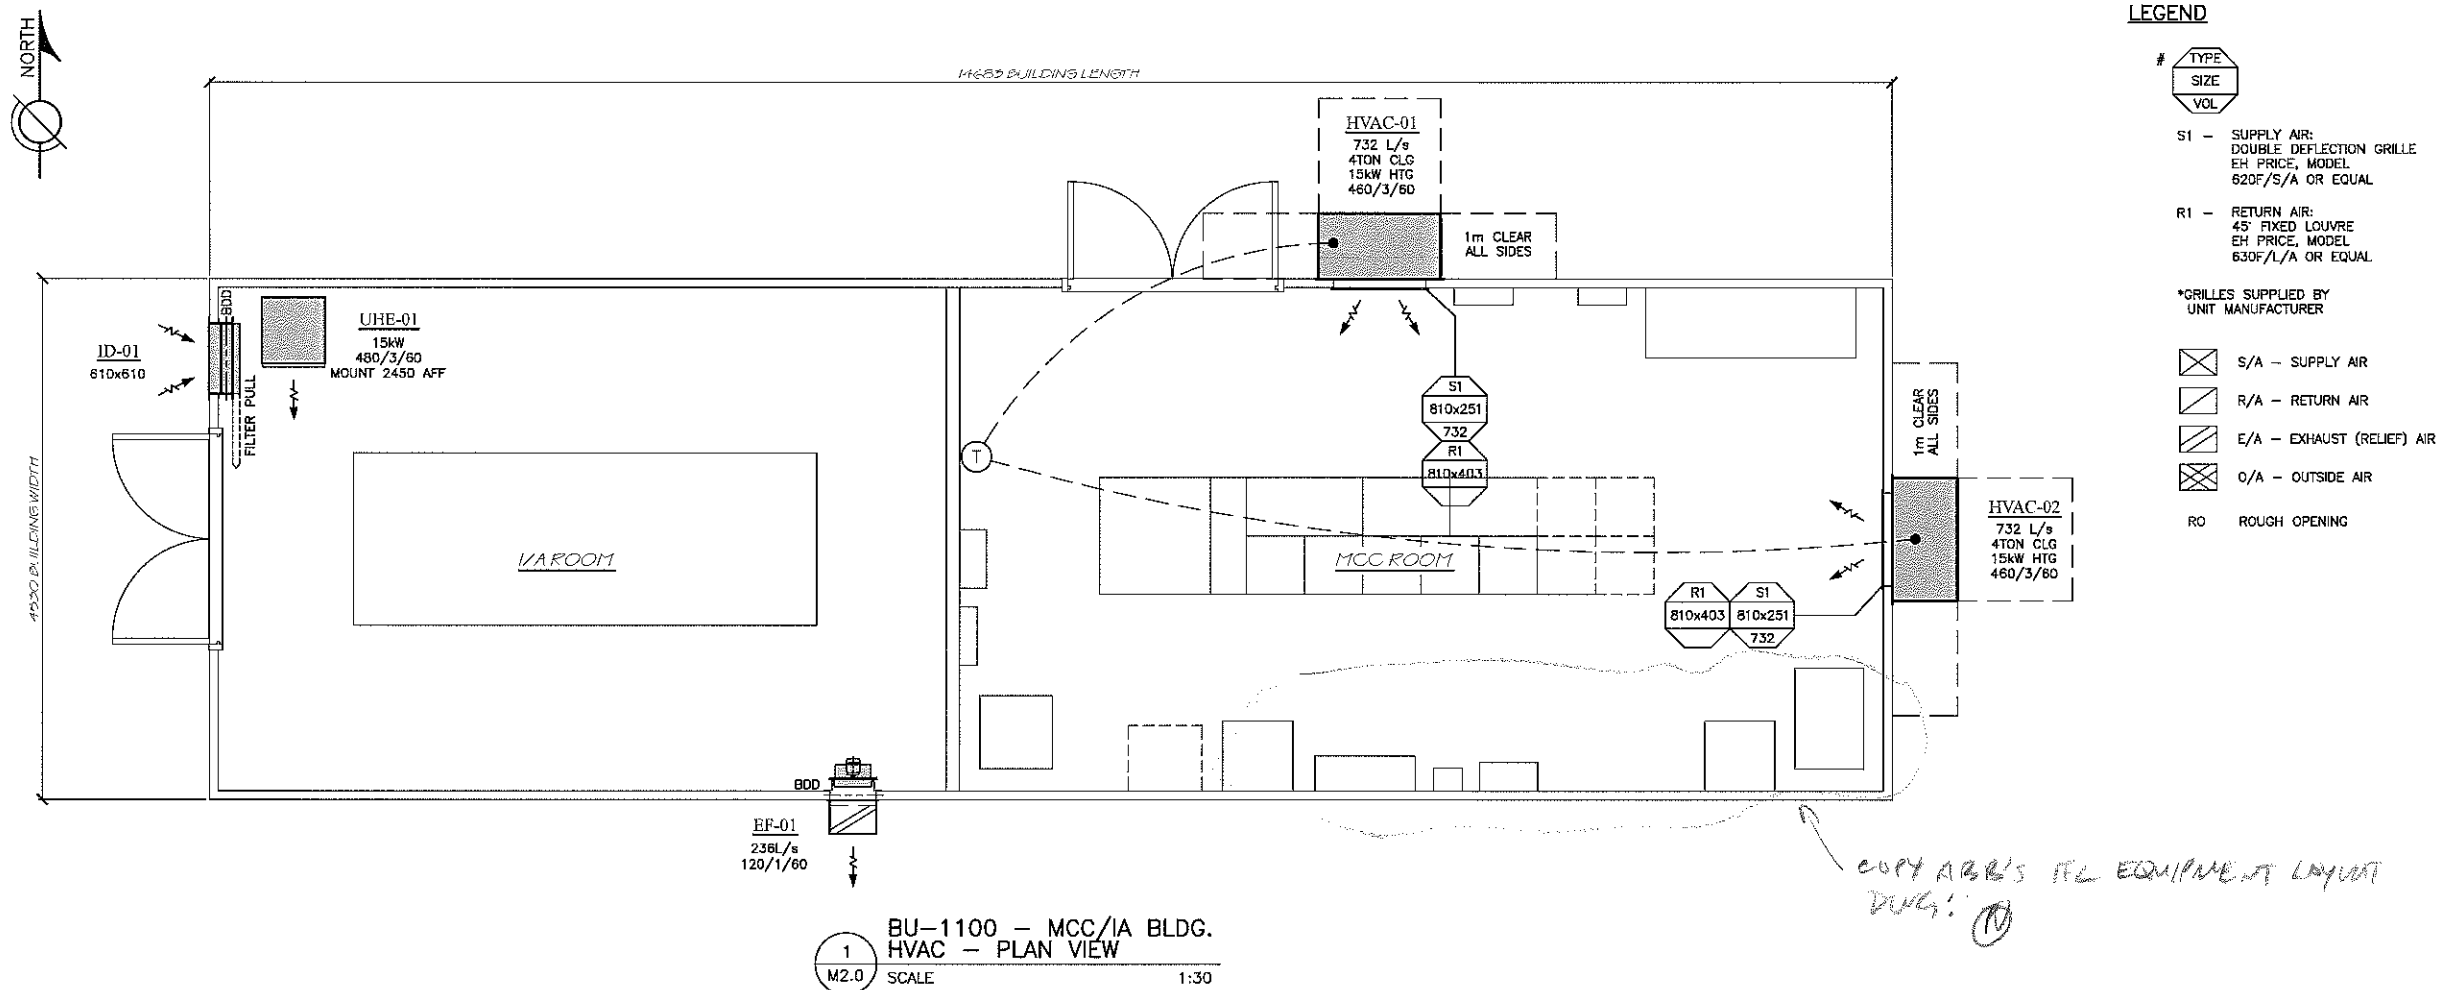 NORTH
14683 BUILDING LENGTH
4530 BUILDING WIDTH
HVAC-01
732 L/s
4TON CLG
15kW HTG
460/3/60
1m CLEAR
ALL SIDES
ID-01
610x610
BDD
FILTER PULL
UHE-01
15kW
480/3/60
MOUNT 2450 AFF
S1
810x251
732
R1
810x403
T
I/A ROOM
MCC ROOM
1m CLEAR
ALL SIDES
HVAC-02
732 L/s
4TON CLG
15kW HTG
460/3/60
R1
810x403
S1
810x251
732
BDD
EF-01
236L/s
120/1/60
COPY ABB'S EQUIPMENT LAYOUT
DWG.
N
1
M2.0
BU-1100 - MCC/IA BLDG.
HVAC - PLAN VIEW
SCALE 1:30
LEGEND
#
TYPE
SIZE
VOL
S1 - SUPPLY AIR:
DOUBLE DEFLECTION GRILLE
EH PRICE, MODEL
620F/S/A OR EQUAL
R1 - RETURN AIR:
45° FIXED LOUVRE
EH PRICE, MODEL
630F/L/A OR EQUAL
*GRILLES SUPPLIED BY
UNIT MANUFACTURER
S/A - SUPPLY AIR
R/A - RETURN AIR
E/A - EXHAUST (RELIEF) AIR
O/A - OUTSIDE AIR
RO ROUGH OPENING